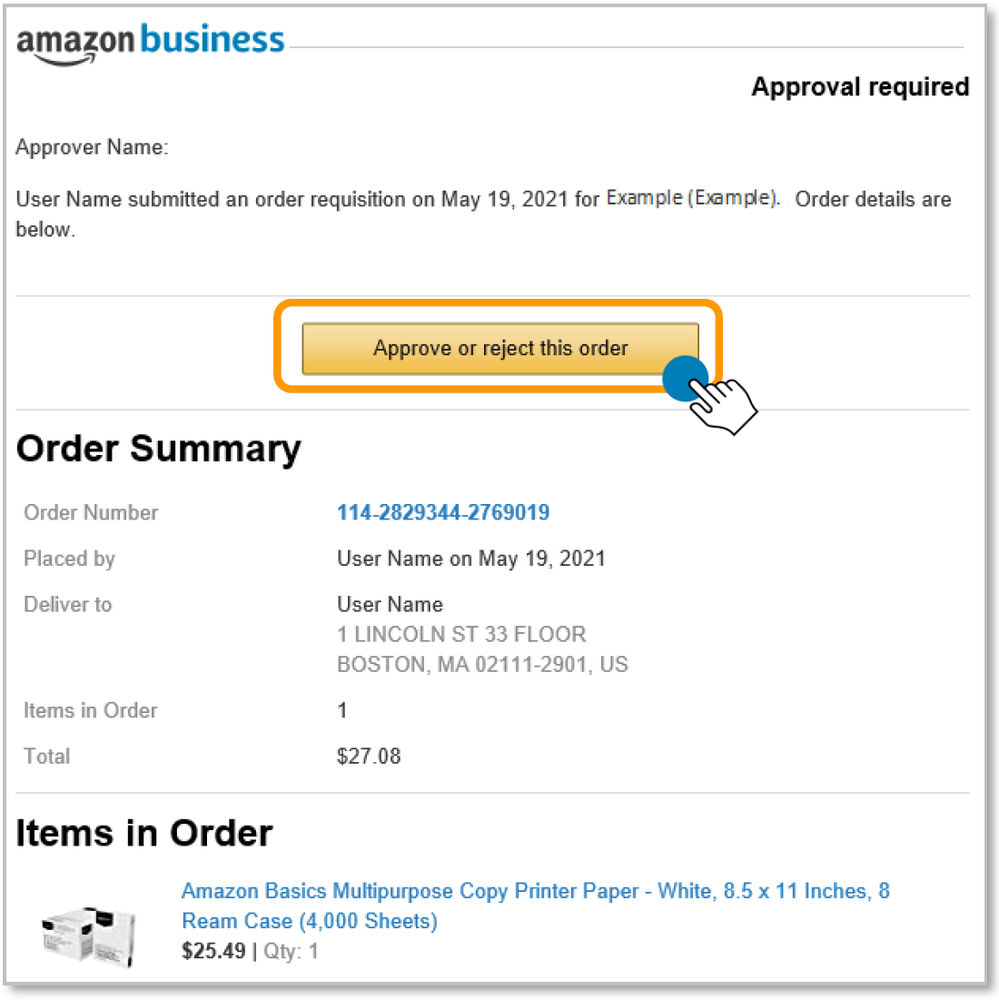 amazon business
Approval required
Approver Name:
User Name submitted an order requisition on May 19, 2021 for Example (Example). Order details are
below.
Approve or reject this order
Order Summary
Order Number 114-2829344-2769019
Placed by User Name on May 19, 2021
Deliver to User Name
1 LINCOLN ST 33 FLOOR
BOSTON, MA 02111-2901, US
Items in Order 1
Total $27.08
Items in Order
Amazon Basics Multipurpose Copy Printer Paper - White, 8.5 x 11 Inches, 8
Ream Case (4,000 Sheets)
$25.49 | Qty: 1